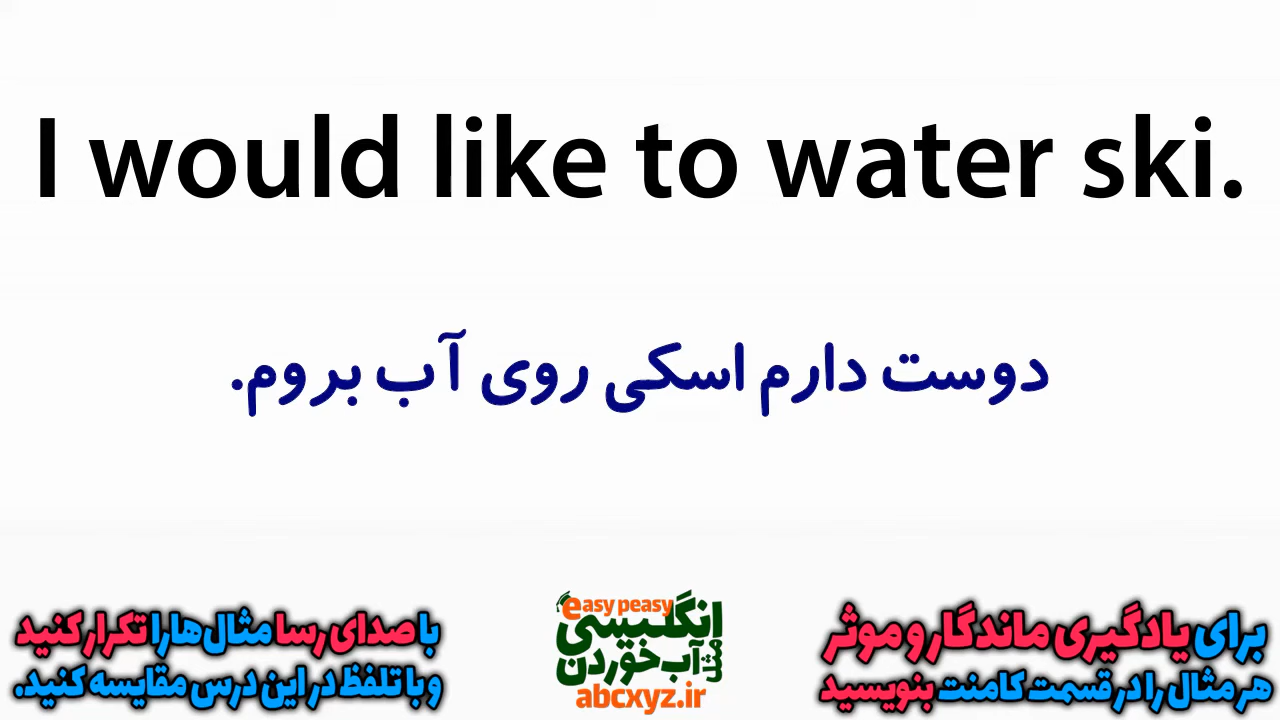 I would like to water ski.
دوست دارم اسکی روی آب بروم.
برای یادگیری ماندگار و موثر
هر مثال را در قسمت کامنت بنویسید
easy peasy
انگلیسی
مثل آب خوردن
abcxyz.ir
با صدای رسا مثال‌ها را تکرار کنید
و با تلفظ در این درس مقایسه کنید.